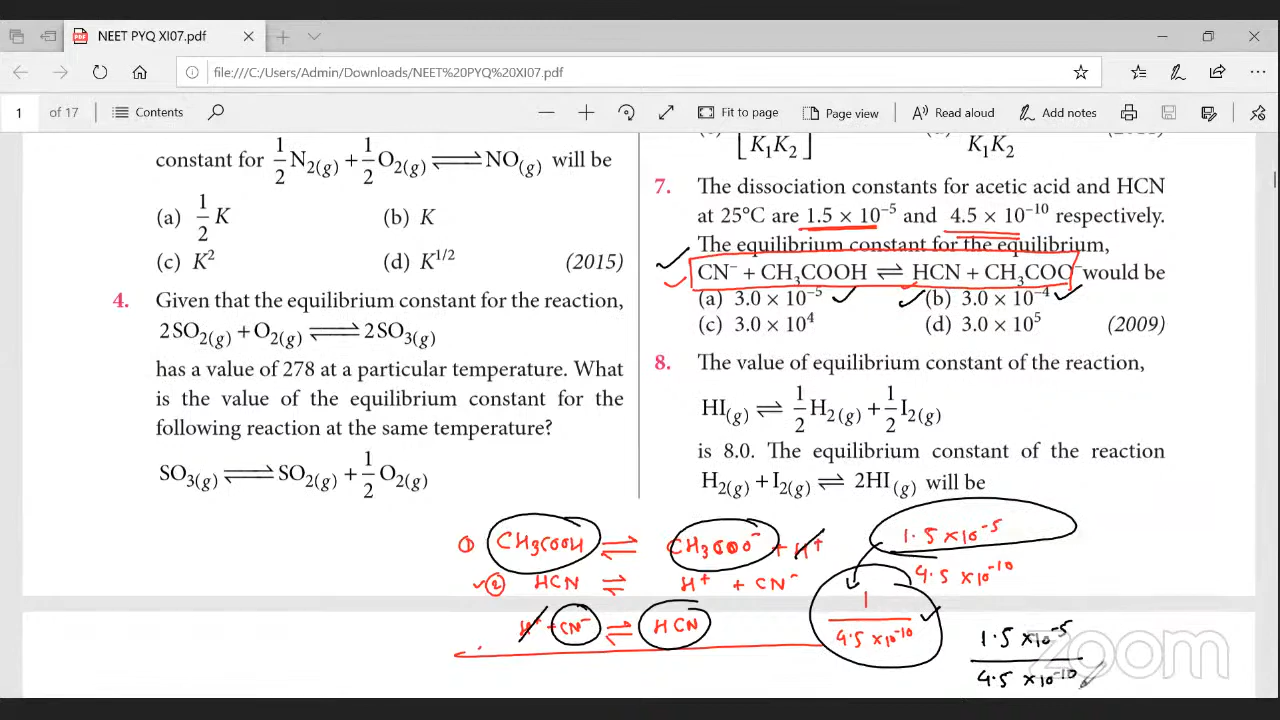 NEET PYQ XI07.pdf
file:///C:/Users/Admin/Downloads/NEET%20PYQ%20XI07.pdf
1 of 17 Contents Fit to page Page view Read aloud Add notes
constant for 1/2 N2(g) + 1/2 O2(g) ⇌ NO(g) will be
(a) 1/2 K (b) K
(c) K² (d) K^1/2 (2015)
4. Given that the equilibrium constant for the reaction,
2SO2(g) + O2(g) ⇌ 2SO3(g)
has a value of 278 at a particular temperature. What
is the value of the equilibrium constant for the
following reaction at the same temperature?
SO3(g) ⇌ SO2(g) + 1/2 O2(g)
[K1K2] K1K2
7. The dissociation constants for acetic acid and HCN
at 25°C are 1.5 × 10⁻⁵ and 4.5 × 10⁻¹⁰ respectively.
The equilibrium constant for the equilibrium,
CN⁻ + CH3COOH ⇌ HCN + CH3COO⁻ would be
(a) 3.0 × 10⁻⁵ (b) 3.0 × 10⁻⁴
(c) 3.0 × 10⁴ (d) 3.0 × 10⁵ (2009)
8. The value of equilibrium constant of the reaction,
HI(g) ⇌ 1/2 H2(g) + 1/2 I2(g)
is 8.0. The equilibrium constant of the reaction
H2(g) + I2(g) ⇌ 2HI(g) will be
① CH3COOH ⇌ CH3COO⁻ + H+ 1.5 × 10⁻⁵
② HCN ⇌ H+ + CN⁻ 4.5 × 10⁻¹⁰
H+ + CN⁻ ⇌ HCN 1/4.5 × 10⁻¹⁰
1.5 × 10⁻⁵
4.5 × 10⁻¹⁰
zoom